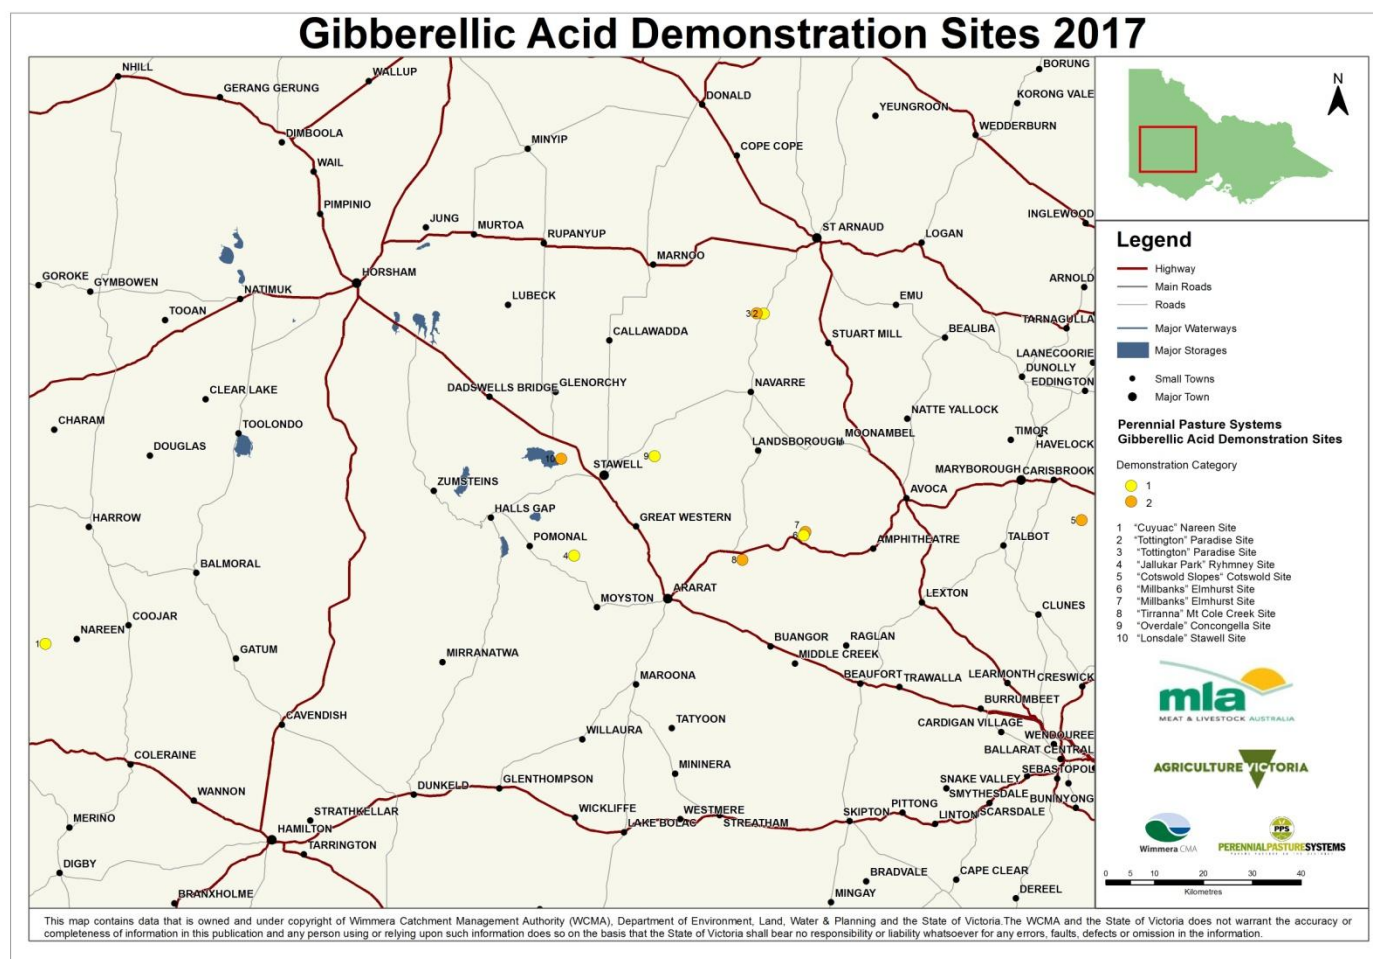 Gibberellic Acid Demonstration Sites 2017
NHILL
WALLUP
GERANG GERUNG
DIMBOOLA
WAIL
PIMPINIO
MINYIP
DONALD
COPE COPE
YEUNGROON
BORUNG
KORONG VALE
WEDDERBURN
INGLEWOOD
JUNG
MURTOA
RUPANYUP
MARNOO
ST ARNAUD
LOGAN
GOROKE
GYMBOWEN
NATIMUK
HORSHAM
TOOAN
LUBECK
CALLAWADDA
3 2
EMU
ARNOLD
TARNAGULLA
STUART MILL
BEALIBA
LAANECOORIE
DUNOLLY
EDDINGTON
CLEAR LAKE
DADSWELLS BRIDGE
GLENORCHY
NAVARRE
NATTE YALLOCK
CHARAM
TOOLONDO
DOUGLAS
LANDSBOROUGH
MOONAMBEL
TIMOR
HAVELOCK
10
STAWELL
9
MARYBOROUGH
CARISBROOK
ZUMSTEINS
AVOCA
HARROW
HALLS GAP
GREAT WESTERN
5
POMONAL
4
7
6
8
AMPHITHEATRE
TALBOT
BALMORAL
ARARAT
MOYSTON
LEXTON
CLUNES
COOJAR
NAREEN
1
GATUM
MIRRANATWA
BUANGOR
RAGLAN
MIDDLE CREEK
MAROONA
BEAUFORT
TRAWALLA
LEARMONTH
CRESWICK
BURRUMBEET
CAVENDISH
TATYOON
WILLAURA
CARDIGAN VILLAGE
WENDOUREE
BALLARAT CENTRAL
COLERAINE
MININERA
SEBASTOPOL
WANNON
DUNKELD
GLENTHOMPSON
SNAKE VALLEY
SMYTHESDALE
BUNINYONG
STRATHKELLAR
WICKLIFFE
WESTMERE
SKIPTON
PITTONG
LINTON
SCARSDALE
MERINO
HAMILTON
LAKE BOLAC
STREATHAM
TARRINGTON
DIGBY
BRANXHOLME
BRADVALE
CAPE CLEAR
MINGAY
DEREEL
N
Legend
Highway
Main Roads
Roads
Major Waterways
Major Storages
Small Towns
Major Town
Perennial Pasture Systems
Gibberellic Acid Demonstration Sites
Demonstration Category
1
2
1 "Cuyuac" Nareen Site
2 "Tottington" Paradise Site
3 "Tottington" Paradise Site
4 "Jallukar Park" Ryhmney Site
5 "Cotswold Slopes" Cotswold Site
6 "Millbanks" Elmhurst Site
7 "Millbanks" Elmhurst Site
8 "Tirranna" Mt Cole Creek Site
9 "Overdale" Concongella Site
10 "Lonsdale" Stawell Site
mla
MEAT & LIVESTOCK AUSTRALIA
AGRICULTURE VICTORIA
Wimmera CMA
PPS
PERENNIALPASTURESYSTEMS
0 5 10 20 30 40
Kilometres
This map contains data that is owned and under copyright of Wimmera Catchment Management Authority (WCMA), Department of Environment, Land, Water & Planning and the State of Victoria.The WCMA and the State of Victoria does not warrant the accuracy or
completeness of information in this publication and any person using or relying upon such information does so on the basis that the State of Victoria shall bear no responsibility or liability whatsoever for any errors, faults, defects or omission in the information.